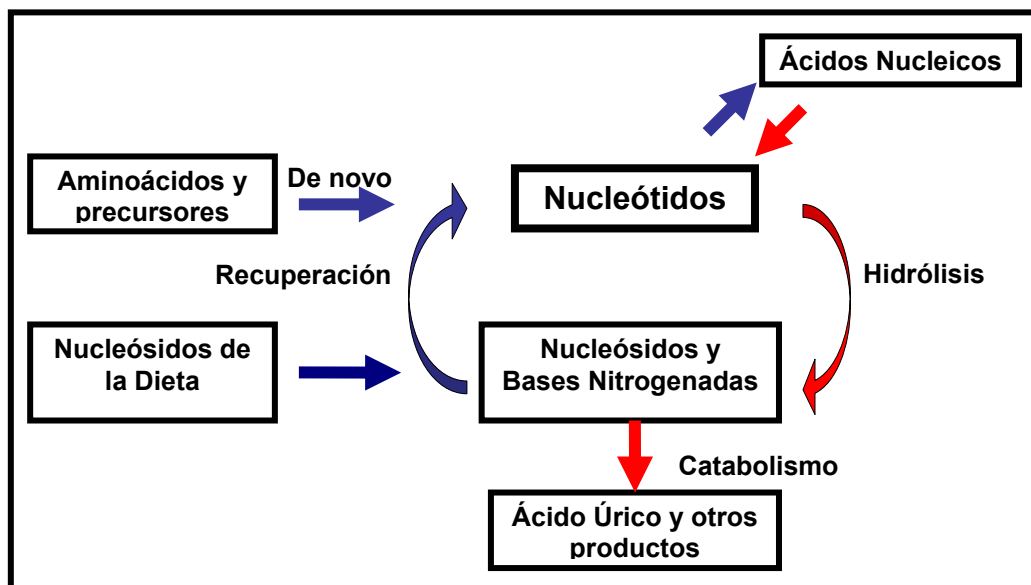 Ácidos Nucleicos
Aminoácidos y
precursores
De novo
Nucleótidos
Recuperación
Hidrólisis
Nucleósidos de
la Dieta
Nucleósidos y
Bases Nitrogenadas
Catabolismo
Ácido Úrico y otros
productos